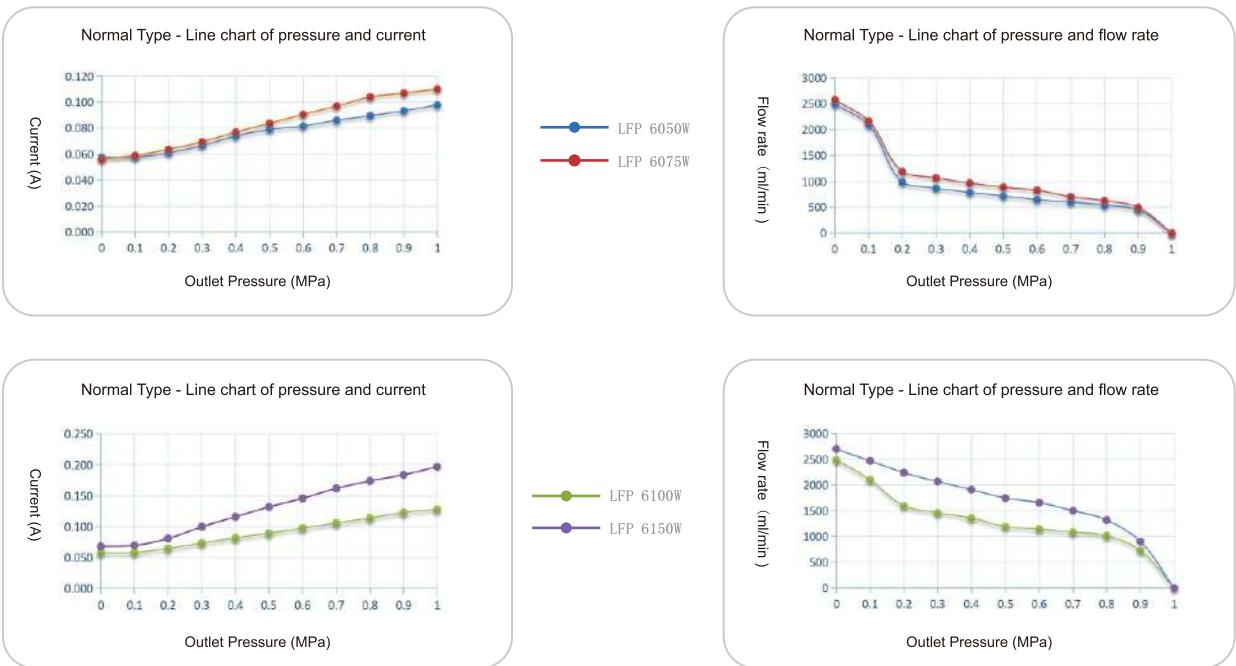 Normal Type - Line chart of pressure and current
Current (A)
0.120
0.100
0.080
0.060
0.040
0.020
0.000
0 0.1 0.2 0.3 0.4 0.5 0.6 0.7 0.8 0.9 1
Outlet Pressure (MPa)
LFP 6050W
LFP 6075W
Normal Type - Line chart of pressure and flow rate
Flow rate (ml/min)
3000
2500
2000
1500
1000
500
0
0 0.1 0.2 0.3 0.4 0.5 0.6 0.7 0.8 0.9 1
Outlet Pressure (MPa)
Normal Type - Line chart of pressure and current
Current (A)
0.250
0.200
0.150
0.100
0.050
0.000
0 0.1 0.2 0.3 0.4 0.5 0.6 0.7 0.8 0.9 1
Outlet Pressure (MPa)
LFP 6100W
LFP 6150W
Normal Type - Line chart of pressure and flow rate
Flow rate (ml/min)
3000
2500
2000
1500
1000
500
0
0 0.1 0.2 0.3 0.4 0.5 0.6 0.7 0.8 0.9 1
Outlet Pressure (MPa)